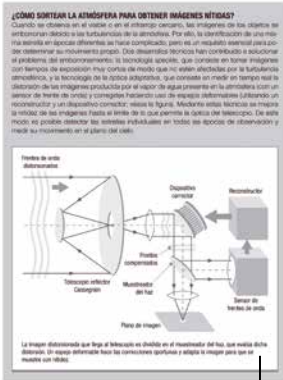 ¿CÓMO SORTEAR LA ATMÓSFERA PARA OBTENER IMÁGENES NÍTIDAS?
Cuando se observa en el visible o en el infrarrojo cercano, las imágenes de los objetos se
emborronan debido a las turbulencias de la atmósfera. Por ello, la identificación de una mis-
ma estrella en épocas diferentes se hace complicado, pero es un requisito esencial para po-
der determinar su movimiento propio. Dos desarrollos técnicos han contribuido a solucionar
el problema del emborronamiento: la tecnología speckle, que consiste en tomar imágenes
con tiempos de exposición muy cortos de modo que no estén afectadas por la turbulencia
atmosférica, y la tecnología de la óptica adaptativa, que consiste en medir en tiempo real la
distorsión de las imágenes producida por el vapor de agua presente en la atmósfera (con un
sensor de frente de onda) y corregirlas haciendo uso de espejos deformables (utilizando un
reconstructor y un dispositivo corrector; véase la figura). Mediante estas técnicas se mejora
la nitidez de las imágenes hasta el límite de lo que permite la óptica del telescopio. De este
modo es posible detectar las estrellas individuales en todas las épocas de observación y
medir su movimiento en el plano del cielo.
Frentes de onda
distorsionados
Dispositivo
corrector
Reconstructor
Frentes
compensados
Telescopio reflector
Cassegrain
Muestreador
del haz
Sensor de
frentes de onda
Plano de imagen
La imagen distorsionada que llega al telescopio es dividida en el muestreador del haz, que evalúa dicha
distorsión. Un espejo deformable hace las correcciones oportunas y adapta la imagen para que se
muestre con nitidez.